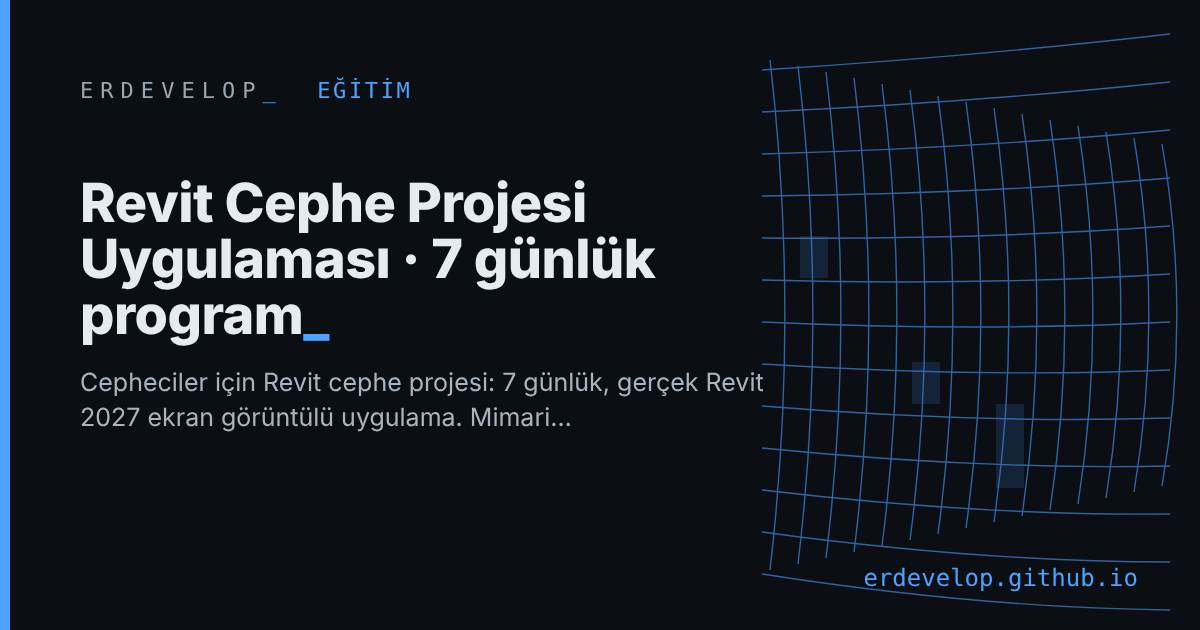 ERDEVELOP_ EĞİTİM
Revit Cephe Projesi
Uygulaması · 7 günlük
program_
Cepheciler için Revit cephe projesi: 7 günlük, gerçek Revit
2027 ekran görüntülü uygulama. Mimari...
erdevelop.github.io